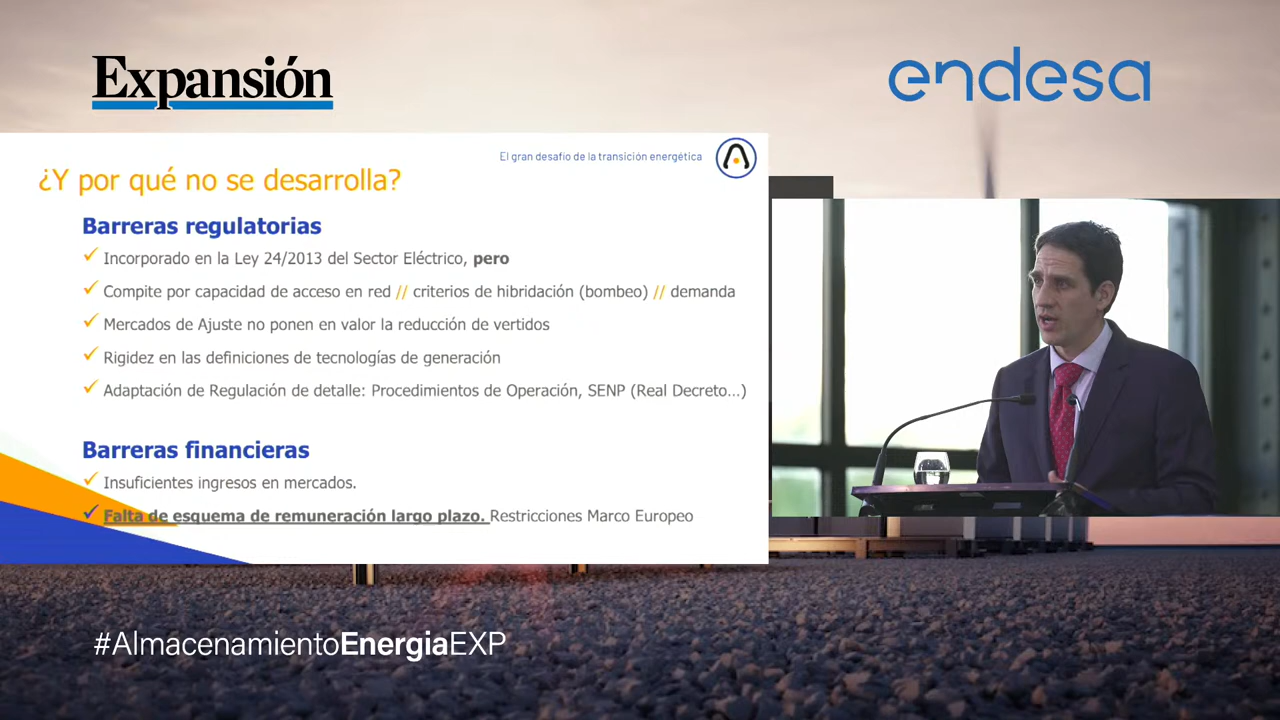 Expansión
endesa
El gran desafío de la transición energética
¿Y por qué no se desarrolla?
Barreras regulatorias
Incorporado en la Ley 24/2013 del Sector Eléctrico, pero
Compite por capacidad de acceso en red // criterios de hibridación (bombeo) // demanda
Mercados de Ajuste no ponen en valor la reducción de vertidos
Rigidez en las definiciones de tecnologías de generación
Adaptación de Regulación de detalle: Procedimientos de Operación, SENP (Real Decreto...)
Barreras financieras
Insuficientes ingresos en mercados.
Falta de esquema de remuneración largo plazo. Restricciones Marco Europeo
#AlmacenamientoEnergiaEXP